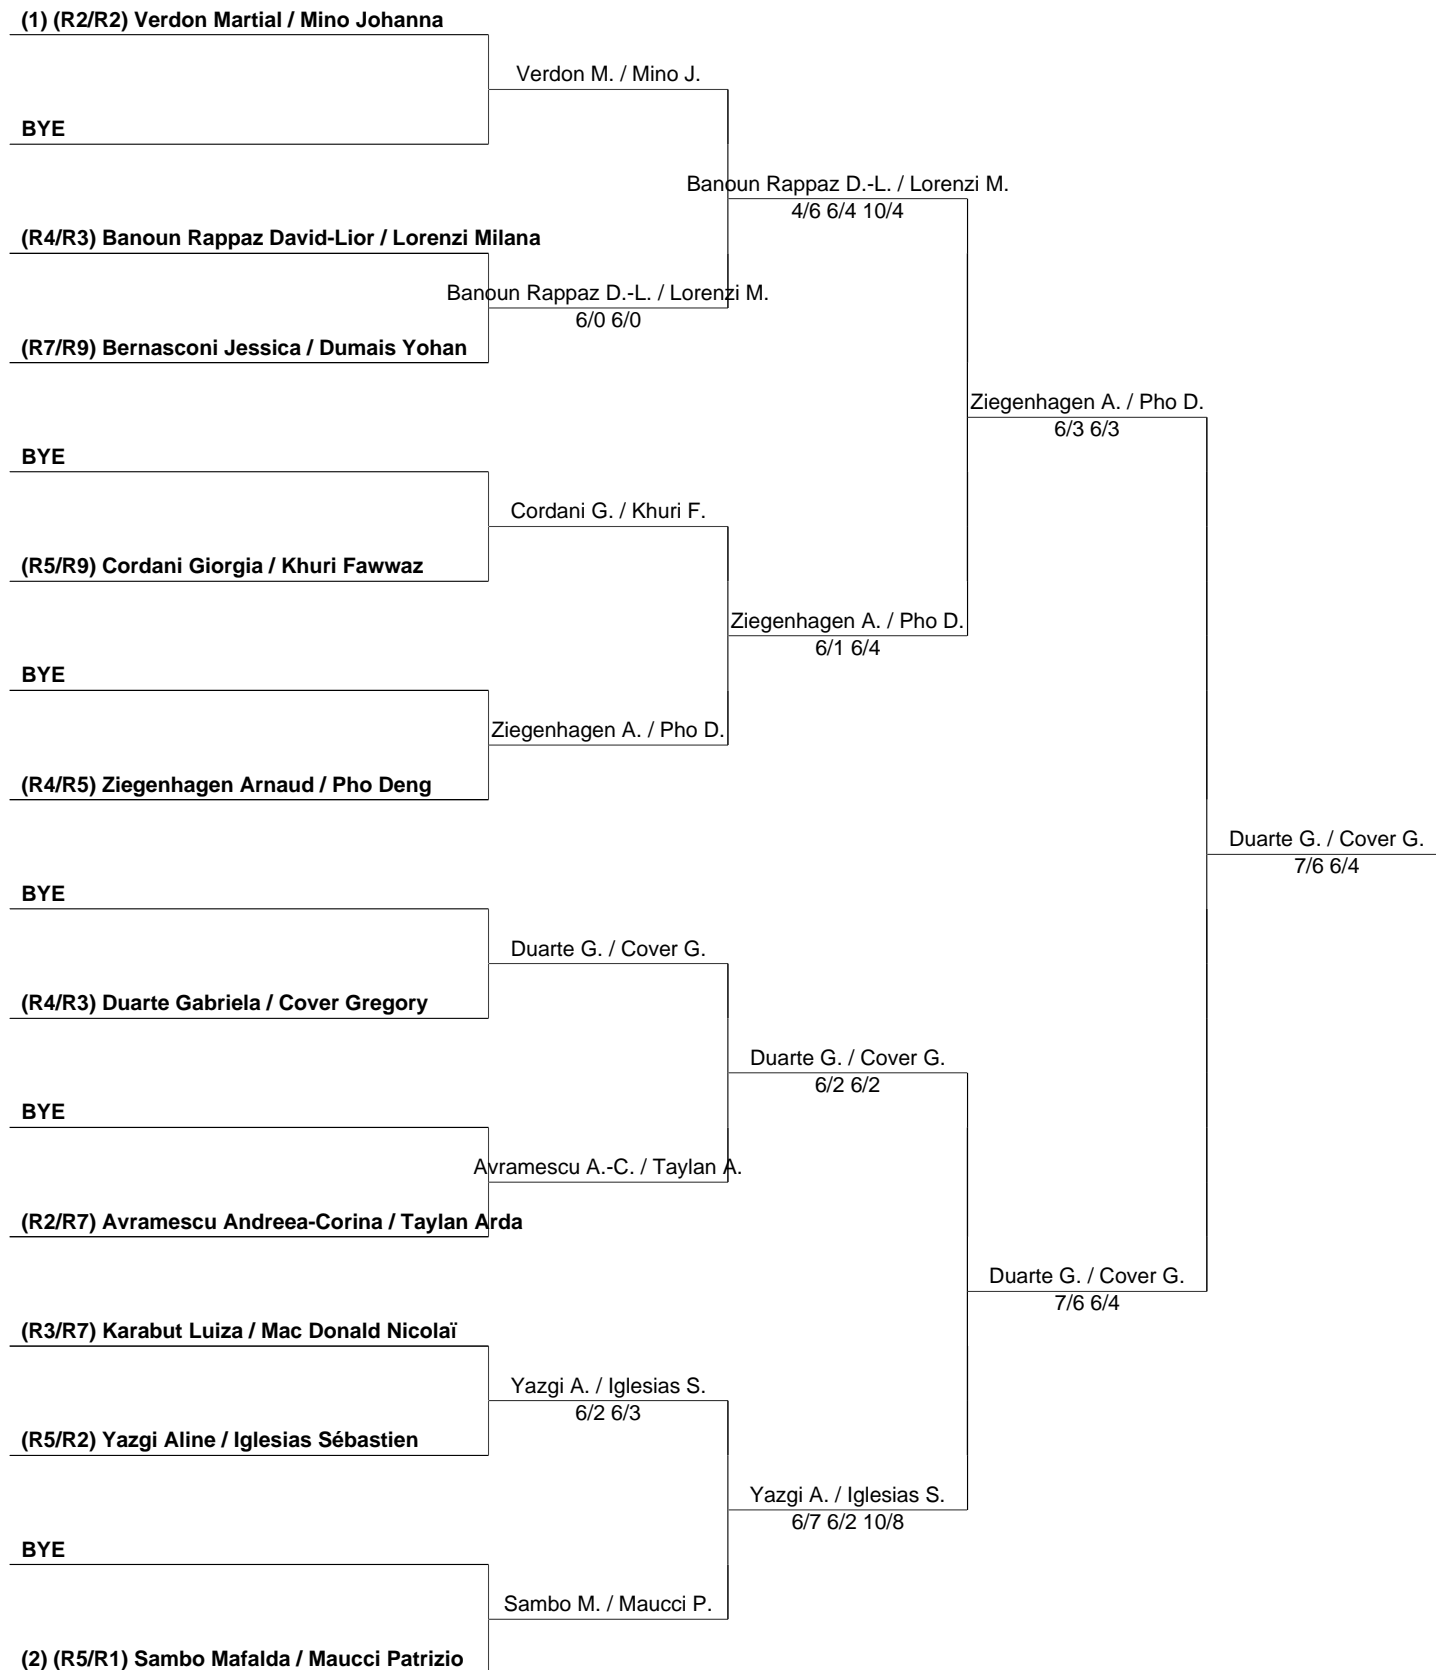 (1) (R2/R2) Verdon Martial / Mino Johanna
Verdon M. / Mino J.
BYE
Banoun Rappaz D.-L. / Lorenzi M.
4/6 6/4 10/4
(R4/R3) Banoun Rappaz David-Lior / Lorenzi Milana
Banoun Rappaz D.-L. / Lorenzi M.
6/0 6/0
(R7/R9) Bernasconi Jessica / Dumais Yohan
Ziegenhagen A. / Pho D.
6/3 6/3
BYE
Cordani G. / Khuri F.
(R5/R9) Cordani Giorgia / Khuri Fawwaz
Ziegenhagen A. / Pho D.
6/1 6/4
BYE
Ziegenhagen A. / Pho D.
(R4/R5) Ziegenhagen Arnaud / Pho Deng
Duarte G. / Cover G.
7/6 6/4
BYE
Duarte G. / Cover G.
(R4/R3) Duarte Gabriela / Cover Gregory
Duarte G. / Cover G.
6/2 6/2
BYE
Avramescu A.-C. / Taylan A.
(R2/R7) Avramescu Andreea-Corina / Taylan Arda
Duarte G. / Cover G.
7/6 6/4
(R3/R7) Karabut Luiza / Mac Donald Nicolaï
Yazgi A. / Iglesias S.
6/2 6/3
(R5/R2) Yazgi Aline / Iglesias Sébastien
Yazgi A. / Iglesias S.
6/7 6/2 10/8
BYE
Sambo M. / Maucci P.
(2) (R5/R1) Sambo Mafalda / Maucci Patrizio